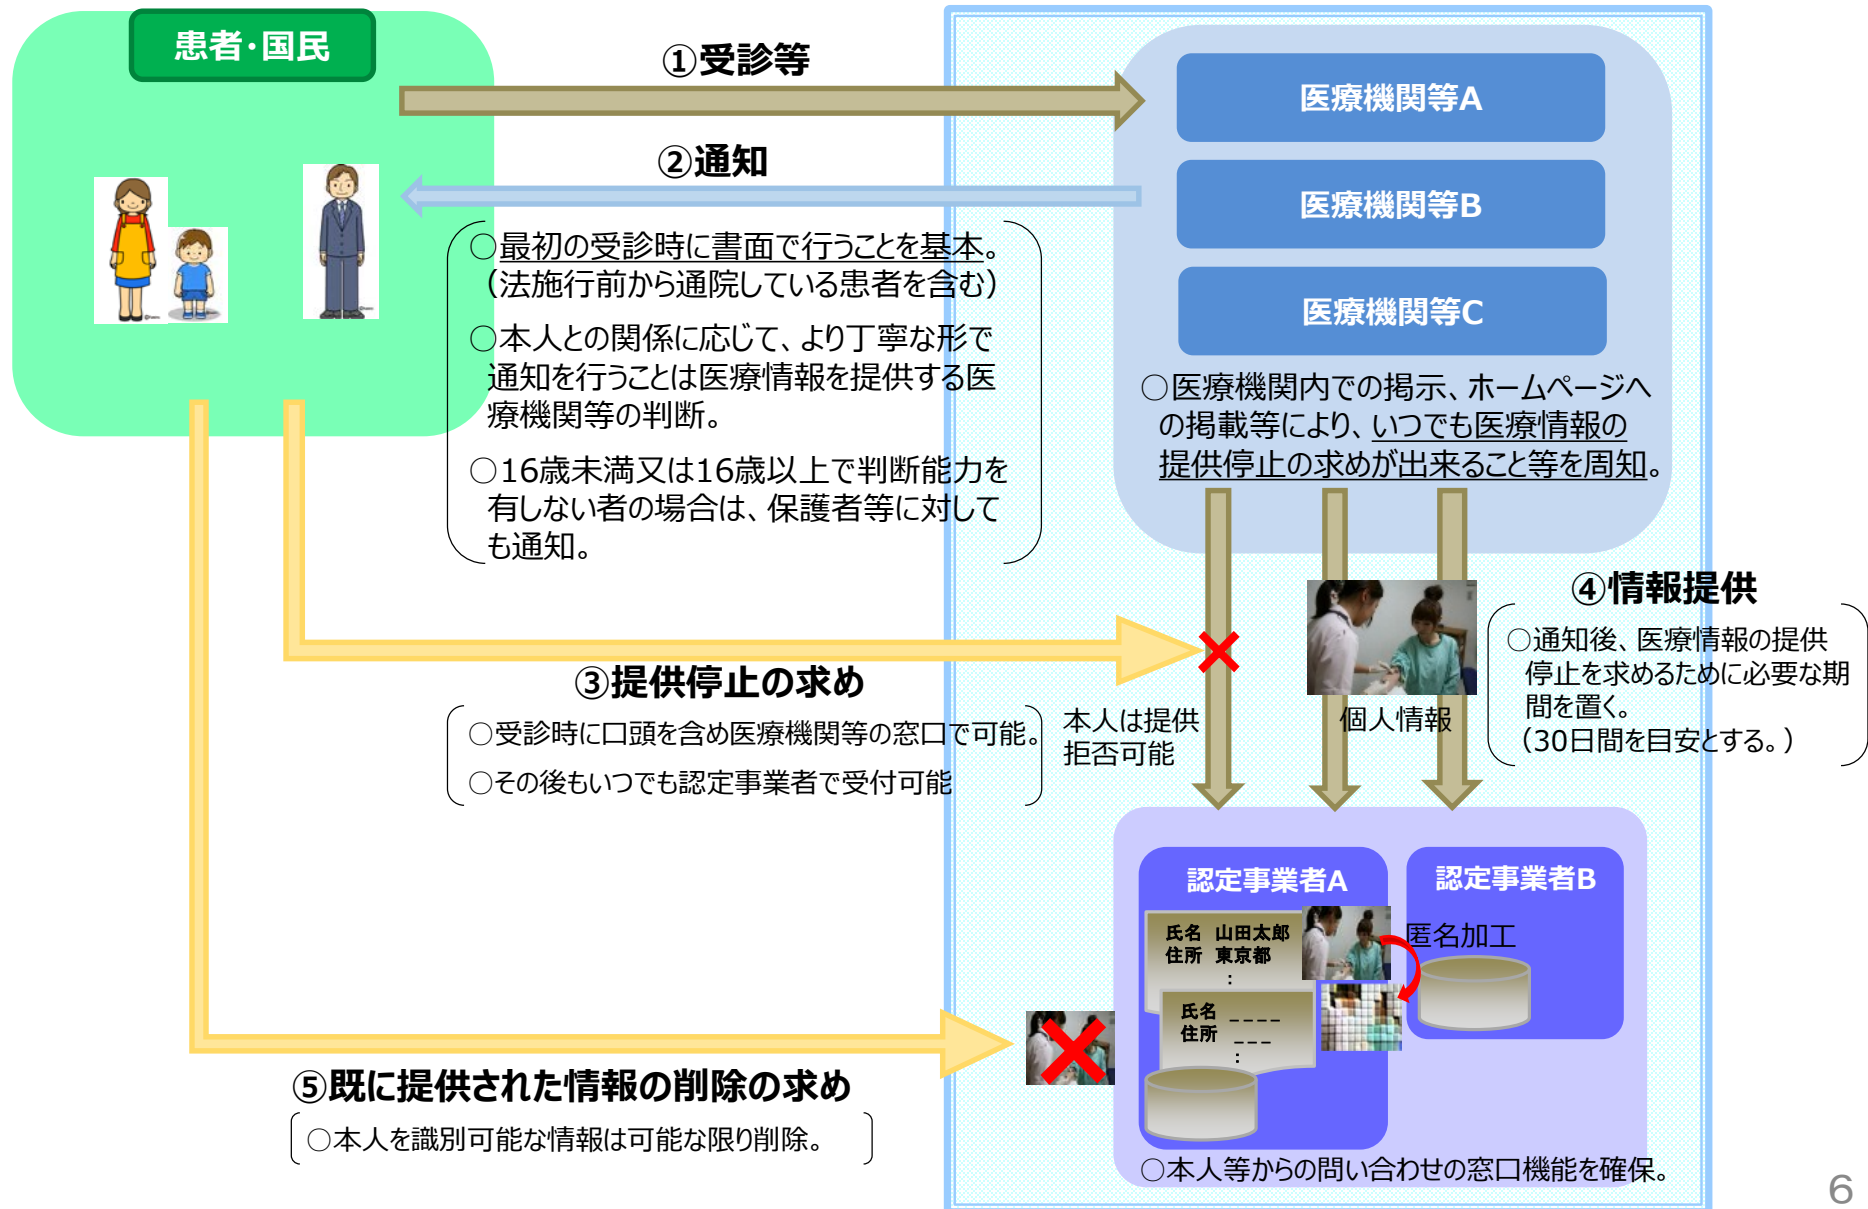 患者・国民
①受診等
②通知
○最初の受診時に書面で行うことを基本。
（法施行前から通院している患者を含む）
○本人との関係に応じて、より丁寧な形で
通知を行うことは医療情報を提供する医
療機関等の判断。
○16歳未満又は16歳以上で判断能力を
有しない者の場合は、保護者等に対して
も通知。
医療機関等A
医療機関等B
医療機関等C
○医療機関内での掲示、ホームページへ
の掲載等により、いつでも医療情報の
提供停止の求めが出来ること等を周知。
③提供停止の求め
○受診時に口頭を含め医療機関等の窓口で可能。
○その後もいつでも認定事業者で受付可能
本人は提供
拒否可能
個人情報
④情報提供
○通知後、医療情報の提供
停止を求めるために必要な期
間を置く。
（30日間を目安とする。）
認定事業者A
認定事業者B
氏名 山田太郎
住所 東京都
：
氏名 ＿＿＿＿
住所 ＿＿＿
：
匿名加工
⑤既に提供された情報の削除の求め
○本人を識別可能な情報は可能な限り削除。
○本人等からの問い合わせの窓口機能を確保。
6